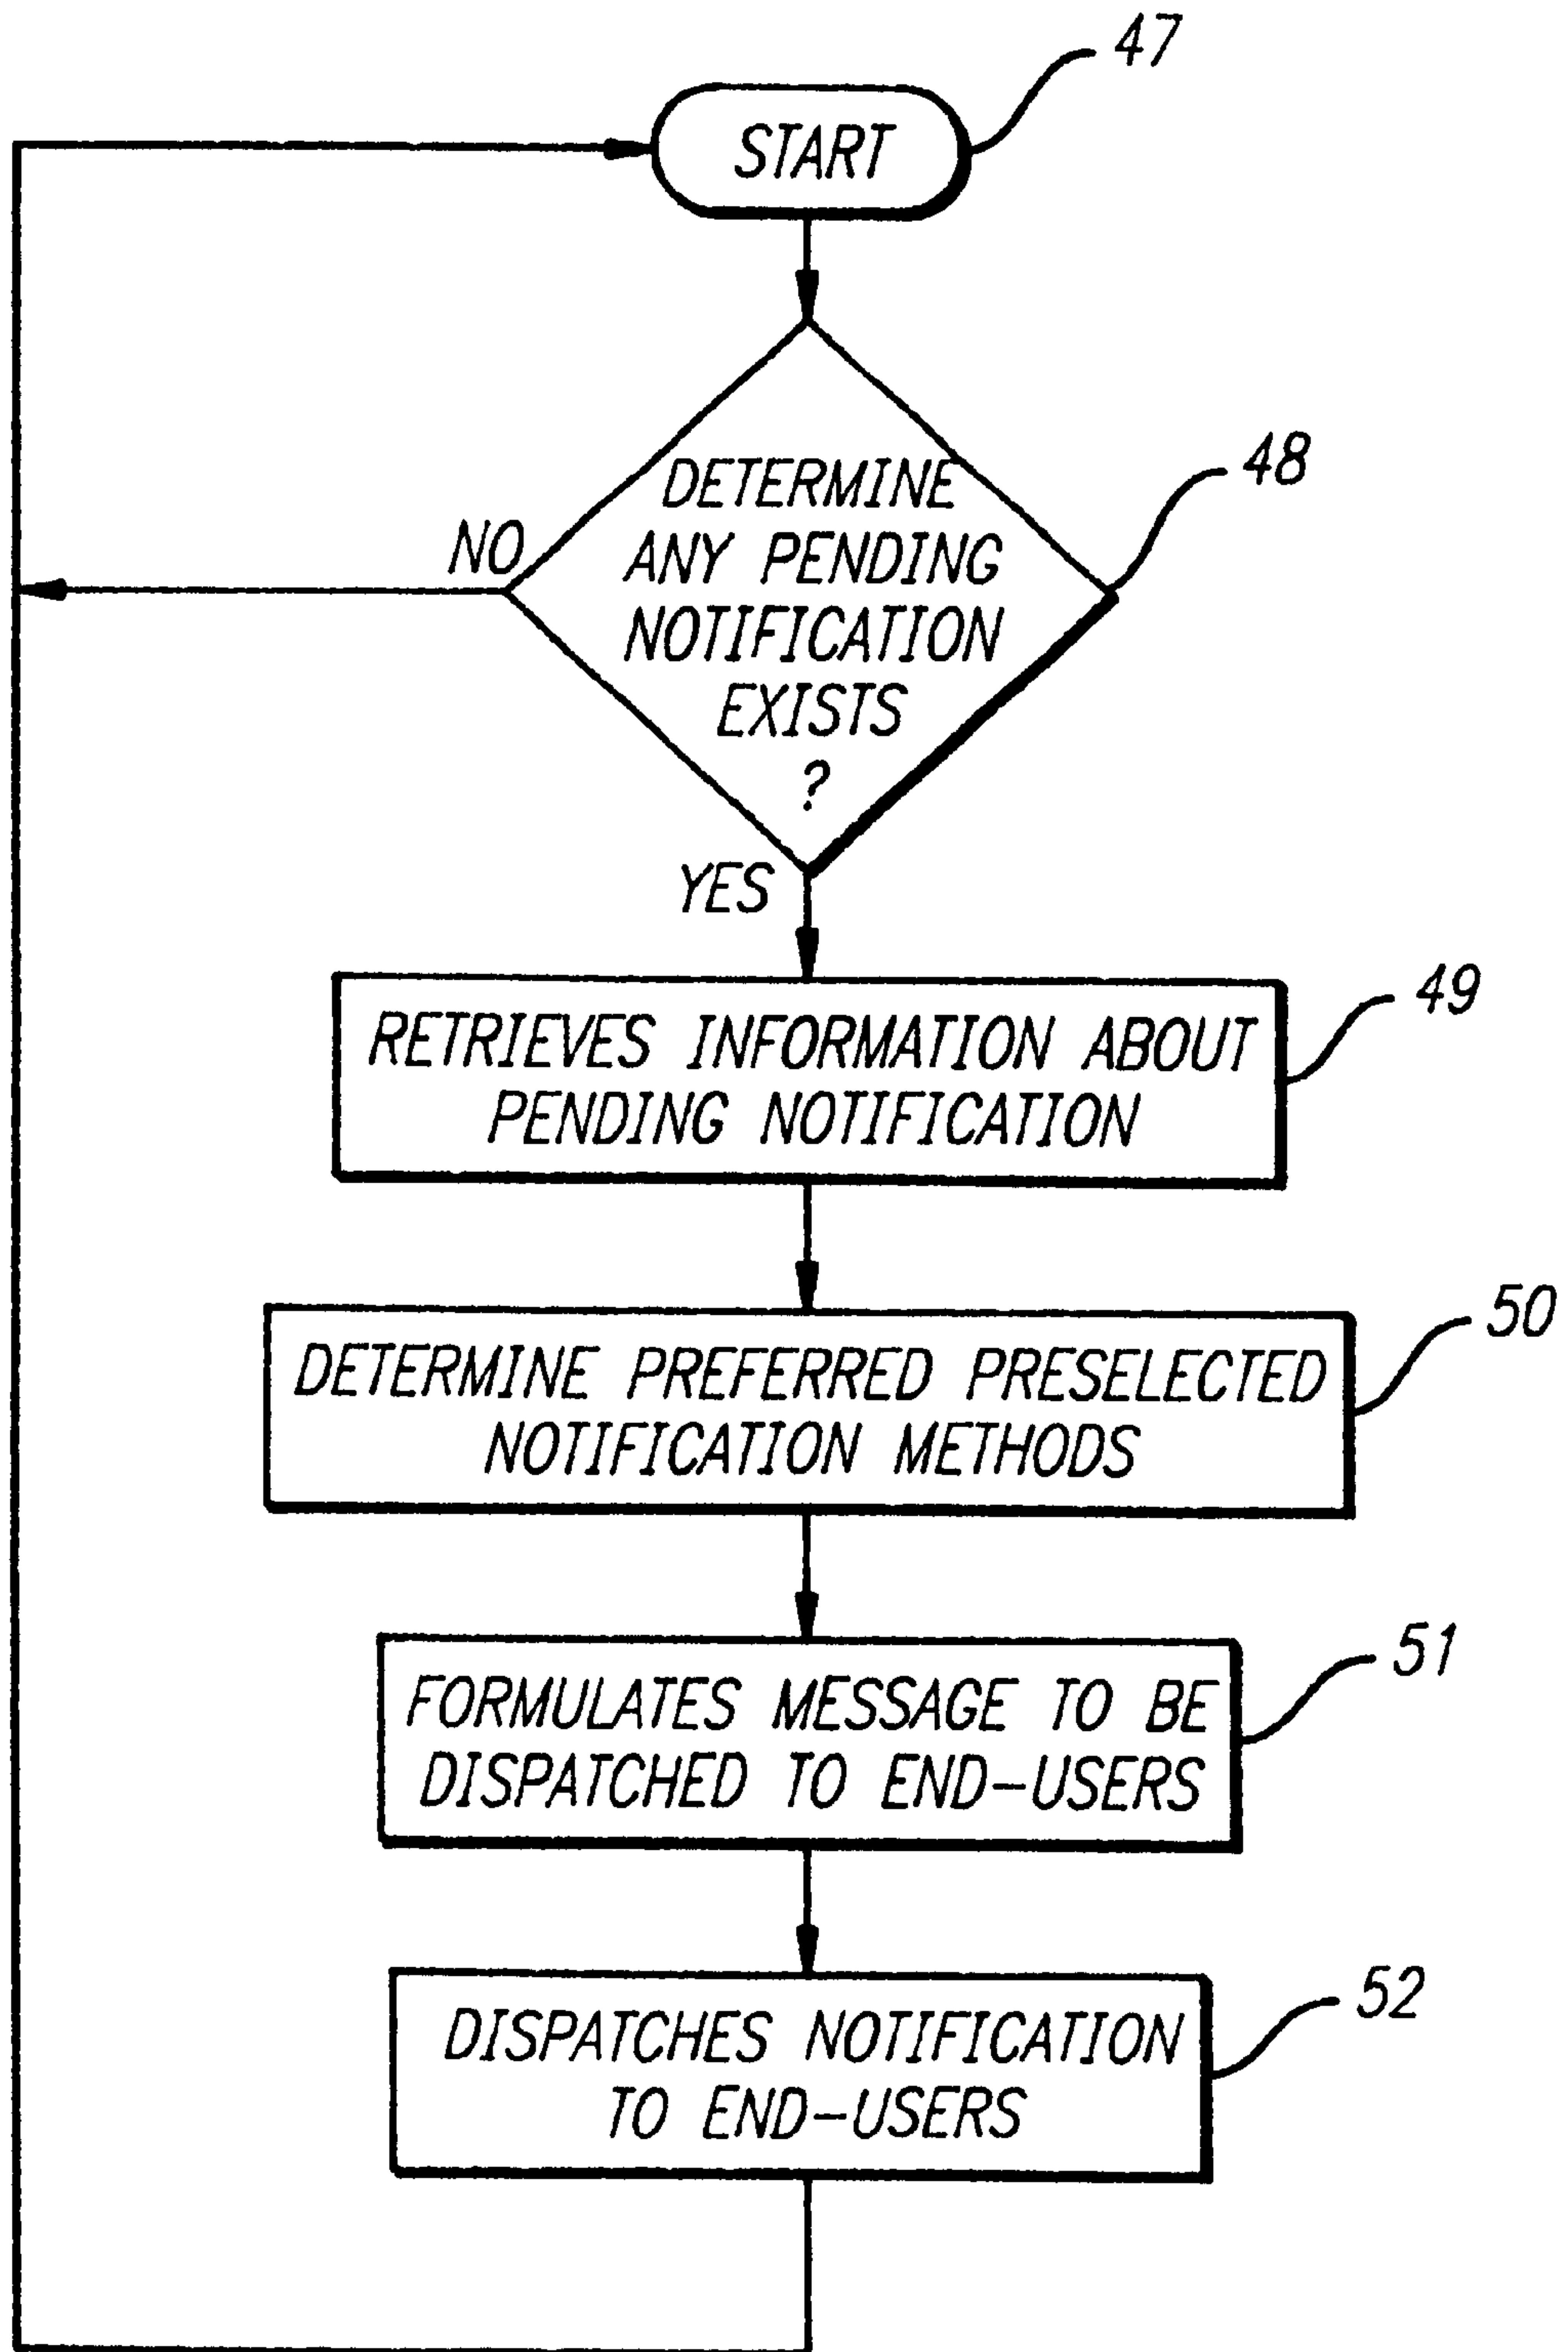 47
START
48
DETERMINE
ANY PENDING
NOTIFICATION
EXISTS
?
NO
YES
49
RETRIEVES INFORMATION ABOUT
PENDING NOTIFICATION
50
DETERMINE PREFERRED PRESELECTED
NOTIFICATION METHODS
51
FORMULATES MESSAGE TO BE
DISPATCHED TO END-USERS
52
DISPATCHES NOTIFICATION
TO END-USERS